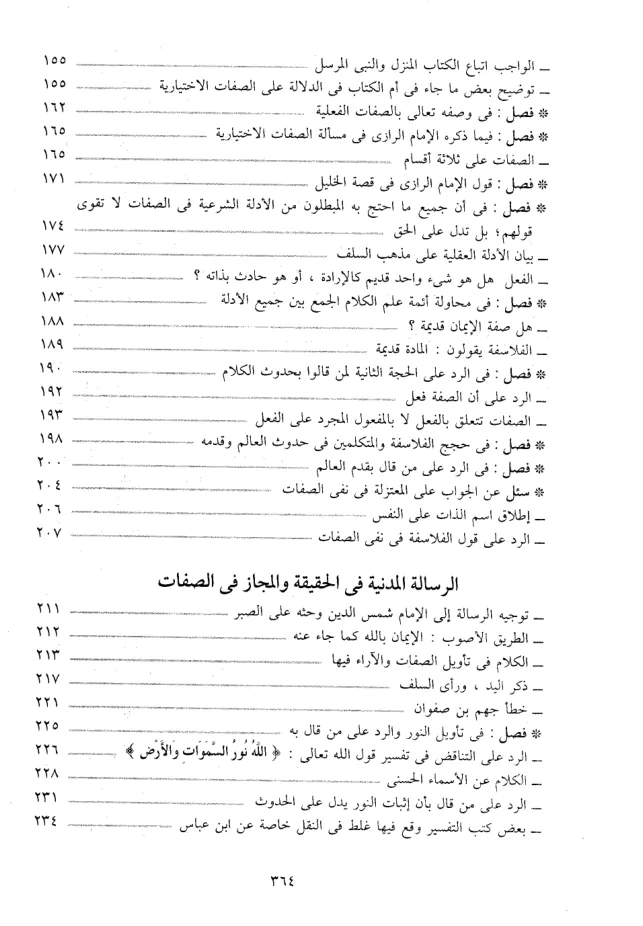 ـ الواجب اتباع الكتاب المنزل والنبى المرسل ١٥٥
ـ توضيح بعض ما جاء فى أم الكتاب فى الدلالة على الصفات الاختيارية ١٥٥
* فصل : فى وصفه تعالى بالصفات الفعلية ١٦٢
* فصل : فيما ذكره الإمام الرازى فى مسألة الصفات الاختيارية ١٦٥
ـ الصفات على ثلاثة أقسام ١٦٥
* فصل : قول الإمام الرازى فى قصة الخليل ١٧١
* فصل : فى أن جميع ما احتج به المبطلون من الأدلة الشرعية فى الصفات لا تقوى
قولهم؛ بل تدل على الحق ١٧٤
ـ بيان الأدلة العقلية على مذهب السلف ١٧٧
ـ الفعل هل هو شىء واحد قديم كالإرادة ، أو هو حادث بذاته ؟ ١٨٠
* فصل : فى محاولة أئمة علم الكلام الجمع بين جميع الأدلة ١٨٣
ـ هل صفة الإيمان قديمة ؟ ١٨٨
ـ الفلاسفة يقولون : المادة قديمة ١٨٩
* فصل : فى الرد على الحجة الثانية لمن قالوا بحدوث الكلام ١٩٠
ـ الرد على أن الصفة فعل ١٩٢
ـ الصفات تتعلق بالفعل لا بالمفعول المجرد على الفعل ١٩٣
* فصل : فى حجج الفلاسفة والمتكلمين فى حدوث العالم وقدمه ١٩٨
* فصل : فى الرد على من قال بقدم العالم ٢٠٠
* سئل عن الجواب على المعتزلة فى نفى الصفات ٢٠٤
ـ إطلاق اسم الذات على النفس ٢٠٦
ـ الرد على قول الفلاسفة فى نفى الصفات ٢٠٧
الرسالة المدنية فى الحقيقة والمجاز فى الصفات
ـ توجيه الرسالة إلى الإمام شمس الدين وحثه على الصبر ٢١١
ـ الطريق الأصوب : الإيمان بالله كما جاء عنه ٢١٢
ـ الكلام فى تأويل الصفات والآراء فيها ٢١٣
ـ ذكر اليد ، ورأى السلف ٢١٧
ـ خطأ جهم بن صفوان ٢٢١
* فصل : فى تأويل النور والرد على من قال به ٢٢٥
ـ الرد على التناقض فى تفسير قول الله تعالى : ﴿ اللَّهُ نُورُ السَّمَوَاتِ وَالأَرْضِ ﴾ ٢٢٦
ـ الكلام عن الأسماء الحسنى ٢٢٨
ـ الرد على من قال بأن إثبات النور يدل على الحدوث ٢٣١
ـ بعض كتب التفسير وقع فيها غلط فى النقل خاصة عن ابن عباس ٢٣٤
٣٦٤